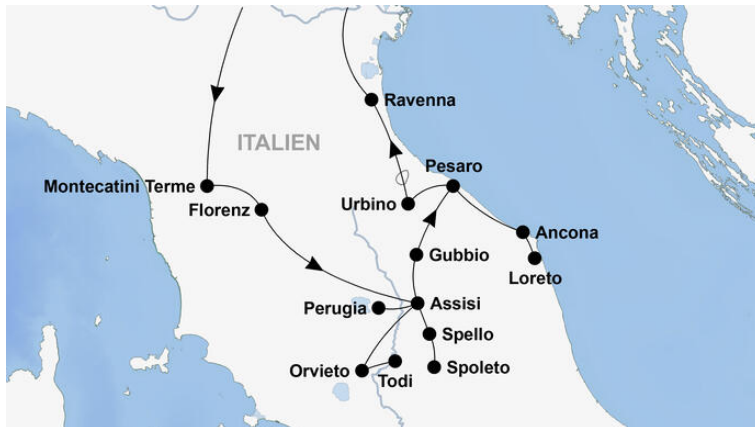 Ravenna
ITALIEN
Pesaro
Montecatini Terme
Florenz
Urbino
Ancona
Gubbio
Loreto
Perugia
Assisi
Spello
Orvieto
Todi
Spoleto